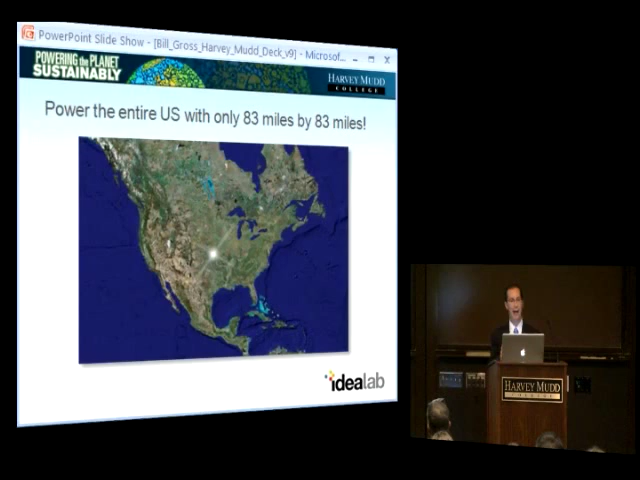 PowerPoint Slide Show - [Bill_Gross_Harvey_Mudd_Deck_v9] - Microsof...
POWERING the PLANET
SUSTAINABLY
HARVEY MUDD
COLLEGE
Power the entire US with only 83 miles by 83 miles!
idealab
HARVEY MUDD
COLLEGE